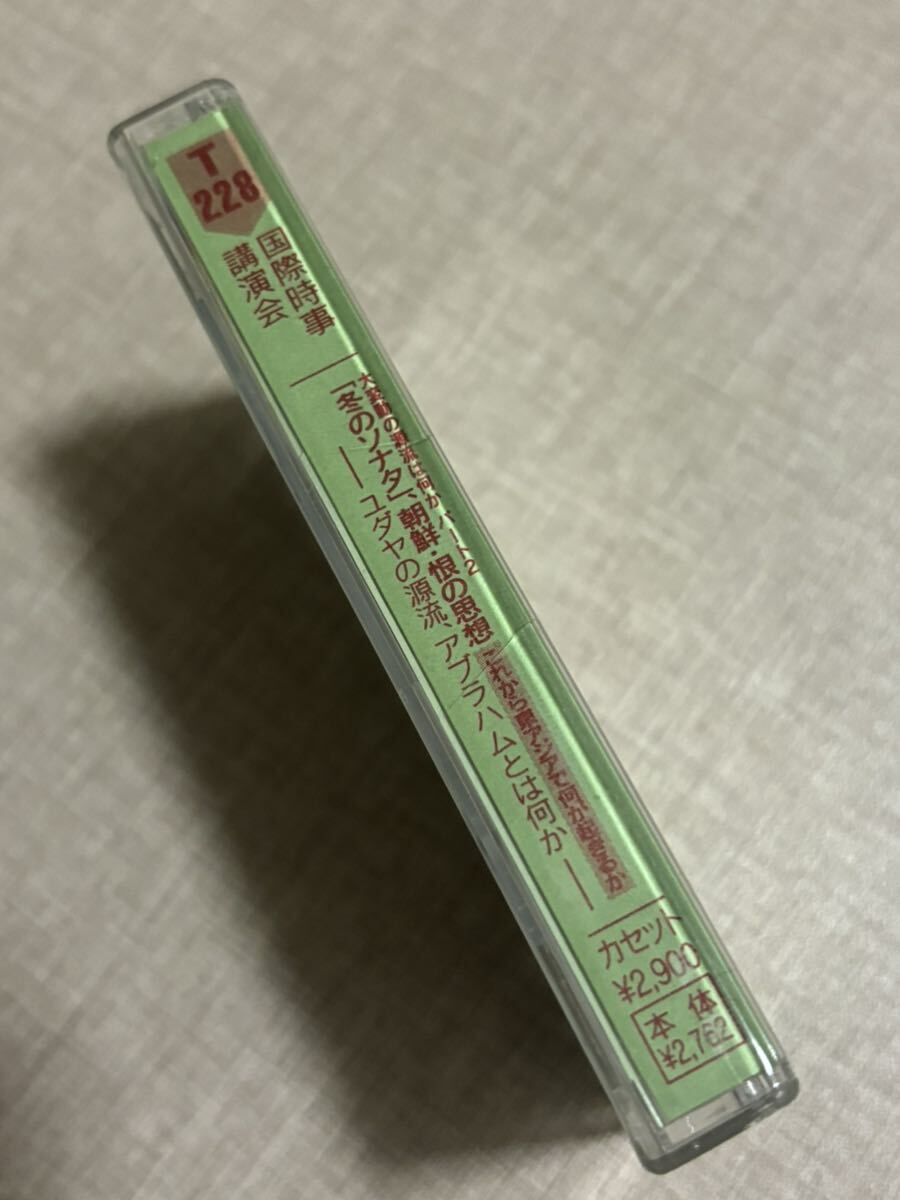 T
228
国際時事
講演会
大変動の源流は何か パート2
「冬のソナタ」、朝鮮・恨の思想
これから東アジアで何が起きるか
―ユダヤの源流、アブラハムとは何か―
カセット
¥2,900
本体
¥2,762